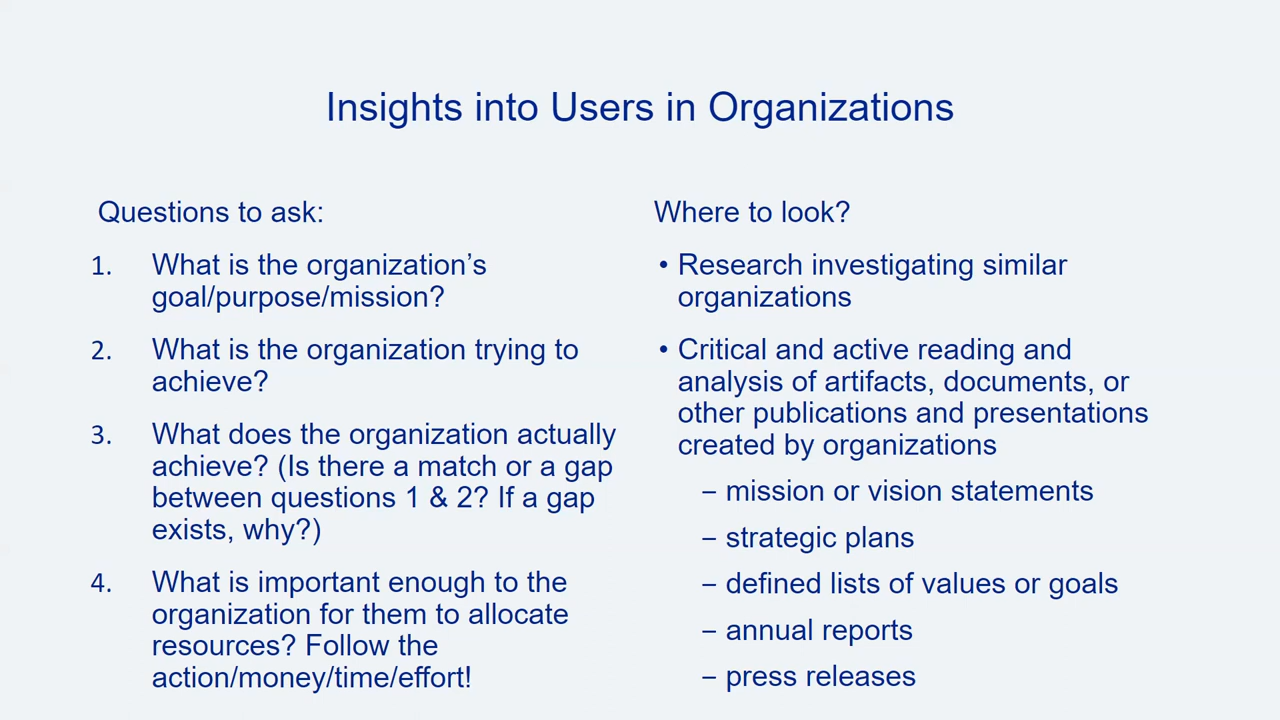 Insights into Users in Organizations
Questions to ask:
1. What is the organization’s
goal/purpose/mission?
2. What is the organization trying to
achieve?
3. What does the organization actually
achieve? (Is there a match or a gap
between questions 1 & 2? If a gap
exists, why?)
4. What is important enough to the
organization for them to allocate
resources? Follow the
action/money/time/effort!
Where to look?
• Research investigating similar
organizations
• Critical and active reading and
analysis of artifacts, documents, or
other publications and presentations
created by organizations
– mission or vision statements
– strategic plans
– defined lists of values or goals
– annual reports
– press releases